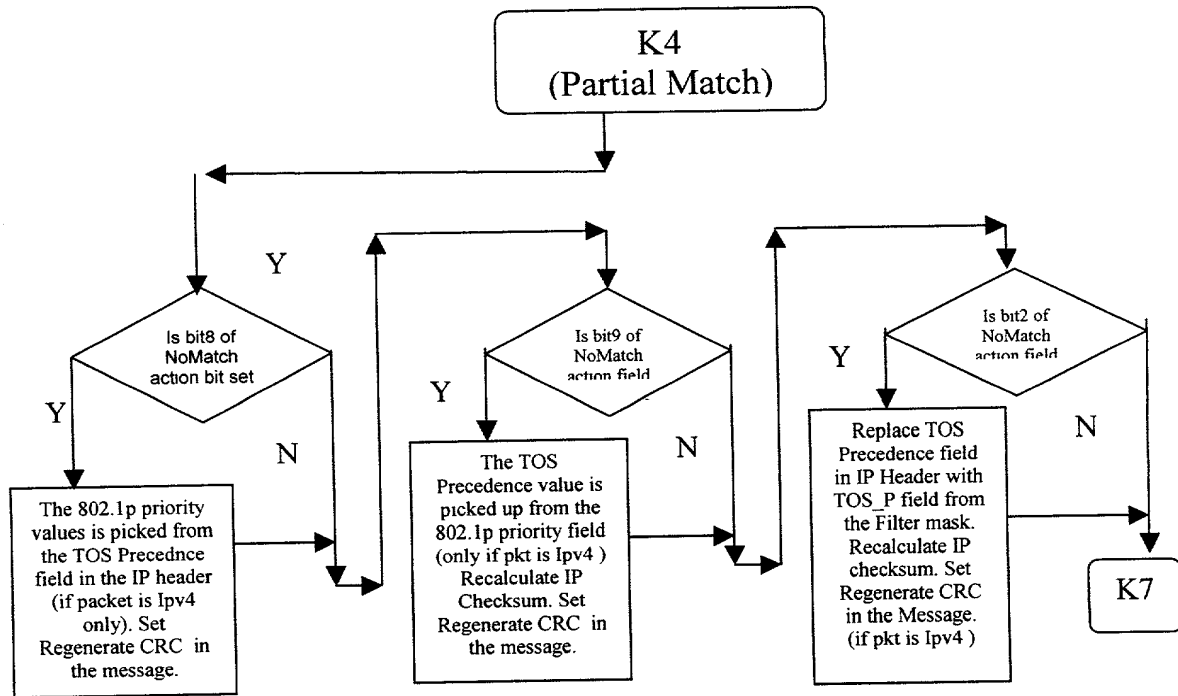 K4
(Partial Match)
Y
Is bit8 of
NoMatch
action bit set
Y
N
The 802.1p priority
values is picked from
the TOS Precednce
field in the IP header
(if packet is Ipv4
only). Set
Regenerate CRC in
the message.
Is bit9 of
NoMatch
action field
Y
N
The TOS
Precedence value is
picked up from the
802.1p priority field
(only if pkt is Ipv4 )
Recalculate IP
Checksum. Set
Regenerate CRC in
the message.
Is bit2 of
NoMatch
action field
Y
N
Replace TOS
Precedence field
in IP Header with
TOS_P field from
the Filter mask.
Recalculate IP
checksum. Set
Regenerate CRC
in the Message.
(if pkt is Ipv4 )
K7